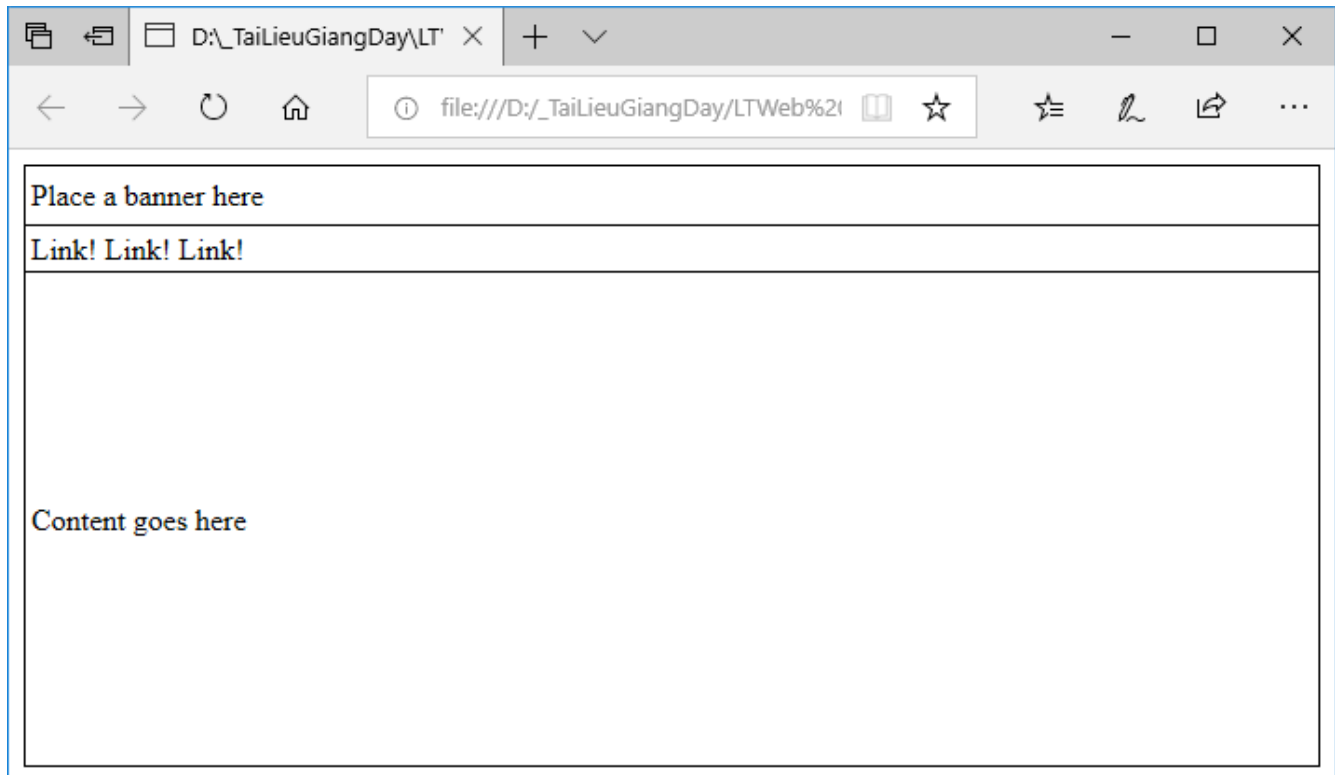 D:\_TaiLieuGiangDay\LT'
file:///D:/_TaiLieuGiangDay/LTWeb%2
Place a banner here
Link! Link! Link!
Content goes here